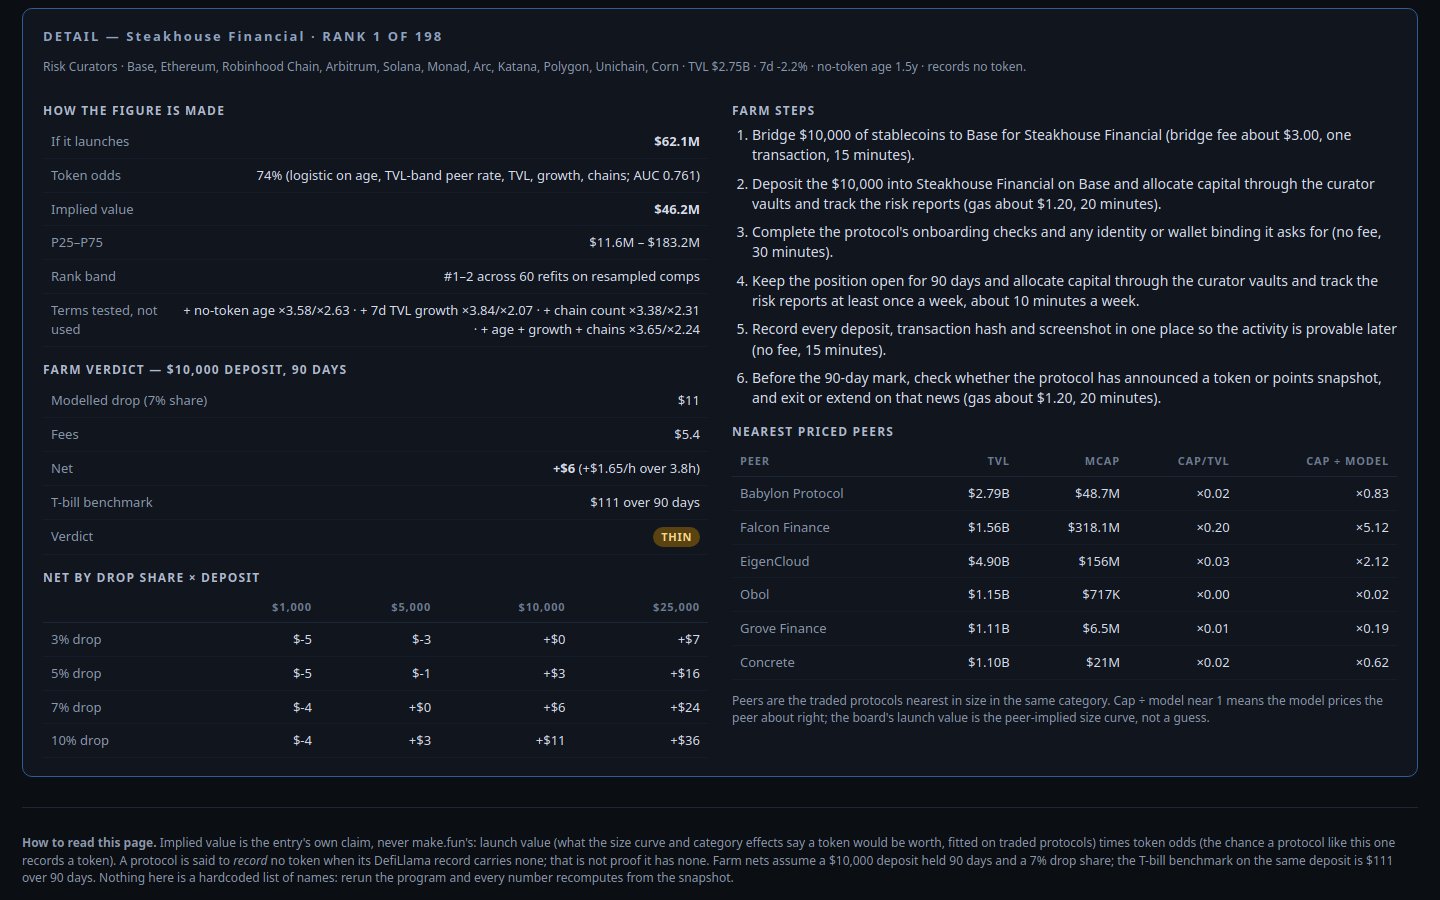 DETAIL — Steakhouse Financial · RANK 1 OF 198
Risk Curators · Base, Ethereum, Robinhood Chain, Arbitrum, Solana, Monad, Arc, Katana, Polygon, Unichain, Corn · TVL $2.75B · 7d -2.2% · no-token age 1.5y · records no token.
HOW THE FIGURE IS MADE
If it launches $62.1M
Token odds 74% (logistic on age, TVL-band peer rate, TVL, growth, chains; AUC 0.761)
Implied value $46.2M
P25–P75 $11.6M – $183.2M
Rank band #1–2 across 60 refits on resampled comps
Terms tested, not used + no-token age ×3.58/×2.63 · + 7d TVL growth ×3.84/×2.07 · + chain count ×3.38/×2.31
· + age + growth + chains ×3.65/×2.24
FARM VERDICT — $10,000 DEPOSIT, 90 DAYS
Modelled drop (7% share) $11
Fees $5.4
Net +$6 (+$1.65/h over 3.8h)
T-bill benchmark $111 over 90 days
Verdict THIN
NET BY DROP SHARE × DEPOSIT
$1,000 $5,000 $10,000 $25,000
3% drop $-5 $-3 +$0 +$7
5% drop $-5 $-1 +$3 +$16
7% drop $-4 +$0 +$6 +$24
10% drop $-4 +$3 +$11 +$36
FARM STEPS
1. Bridge $10,000 of stablecoins to Base for Steakhouse Financial (bridge fee about $3.00, one
transaction, 15 minutes).
2. Deposit the $10,000 into Steakhouse Financial on Base and allocate capital through the curator
vaults and track the risk reports (gas about $1.20, 20 minutes).
3. Complete the protocol's onboarding checks and any identity or wallet binding it asks for (no fee,
30 minutes).
4. Keep the position open for 90 days and allocate capital through the curator vaults and track the
risk reports at least once a week, about 10 minutes a week.
5. Record every deposit, transaction hash and screenshot in one place so the activity is provable later
(no fee, 15 minutes).
6. Before the 90-day mark, check whether the protocol has announced a token or points snapshot,
and exit or extend on that news (gas about $1.20, 20 minutes).
NEAREST PRICED PEERS
PEER TVL MCAP CAP/TVL CAP ÷ MODEL
Babylon Protocol $2.79B $48.7M ×0.02 ×0.83
Falcon Finance $1.56B $318.1M ×0.20 ×5.12
EigenCloud $4.90B $156M ×0.03 ×2.12
Obol $1.15B $717K ×0.00 ×0.02
Grove Finance $1.11B $6.5M ×0.01 ×0.19
Concrete $1.10B $21M ×0.02 ×0.62
Peers are the traded protocols nearest in size in the same category. Cap ÷ model near 1 means the model prices the
peer about right; the board's launch value is the peer-implied size curve, not a guess.
How to read this page. Implied value is the entry's own claim, never make.fun's: launch value (what the size curve and category effects say a token would be worth, fitted on traded protocols) times token odds (the chance a protocol like this one
records a token). A protocol is said to record no token when its DefiLlama record carries none; that is not proof it has none. Farm nets assume a $10,000 deposit held 90 days and a 7% drop share; the T-bill benchmark on the same deposit is $111
over 90 days. Nothing here is a hardcoded list of names: rerun the program and every number recomputes from the snapshot.